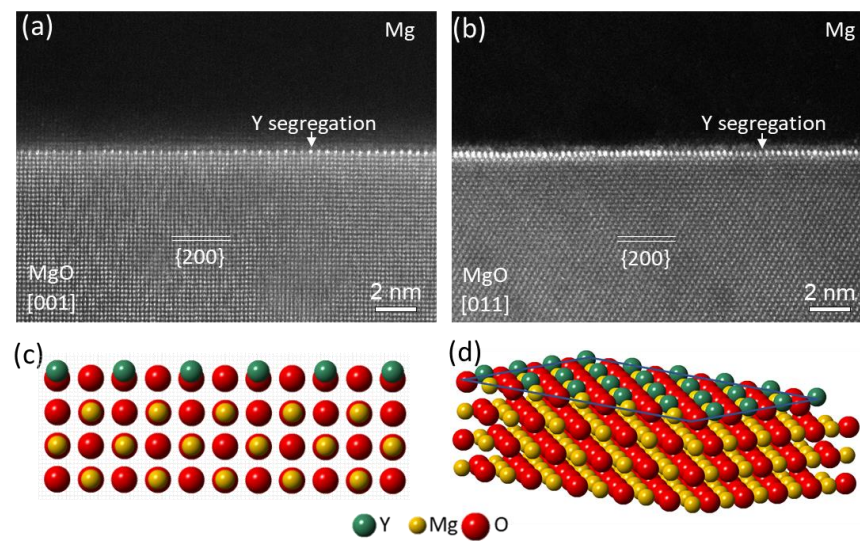 (a)
Mg
Y segregation
{200}
MgO
[001]
2 nm
(b)
Mg
Y segregation
{200}
MgO
[011]
2 nm
(c)
(d)
Y Mg O